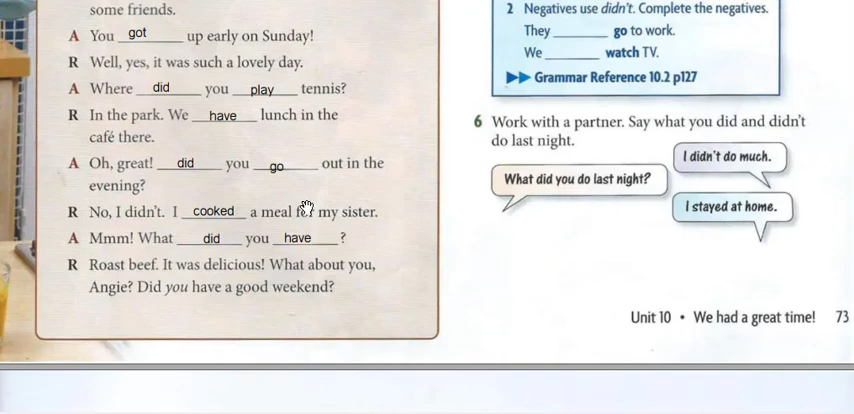 some friends.
A You got up early on Sunday!
R Well, yes, it was such a lovely day.
A Where did you play tennis?
R In the park. We have lunch in the
café there.
A Oh, great! did you go out in the
evening?
R No, I didn't. I cooked a meal for my sister.
A Mmm! What did you have ?
R Roast beef. It was delicious! What about you,
Angie? Did you have a good weekend?
2 Negatives use didn't. Complete the negatives.
They ______ go to work.
We ______ watch TV.
Grammar Reference 10.2 p127
6 Work with a partner. Say what you did and didn't
do last night.
I didn't do much.
What did you do last night?
I stayed at home.
Unit 10 • We had a great time! 73